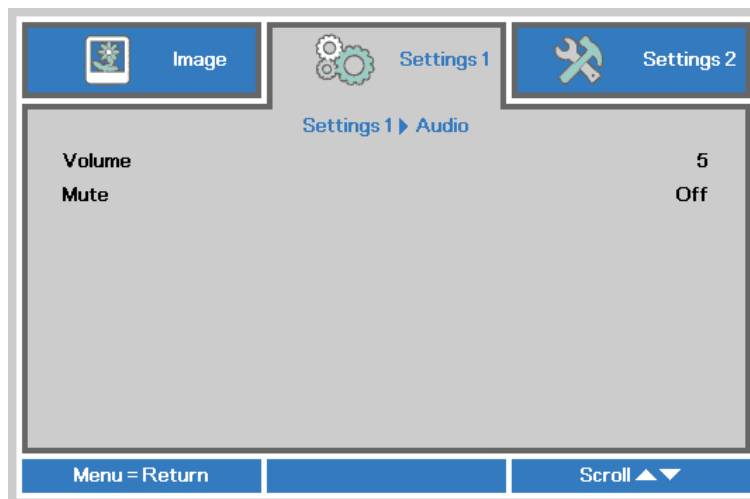 Image Settings 1 Settings 2
Settings 1 Audio
Volume 5
Mute Off
Menu = Return Scroll ▲▼